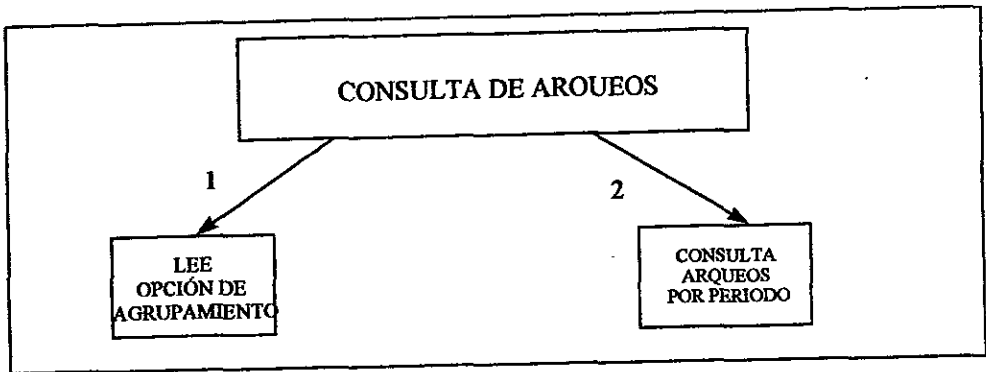 CONSULTA DE AROUEOS
1
2
LEE
OPCIÓN DE
AGRUPAMIENTO
CONSULTA
ARQUEOS
POR PERIODO